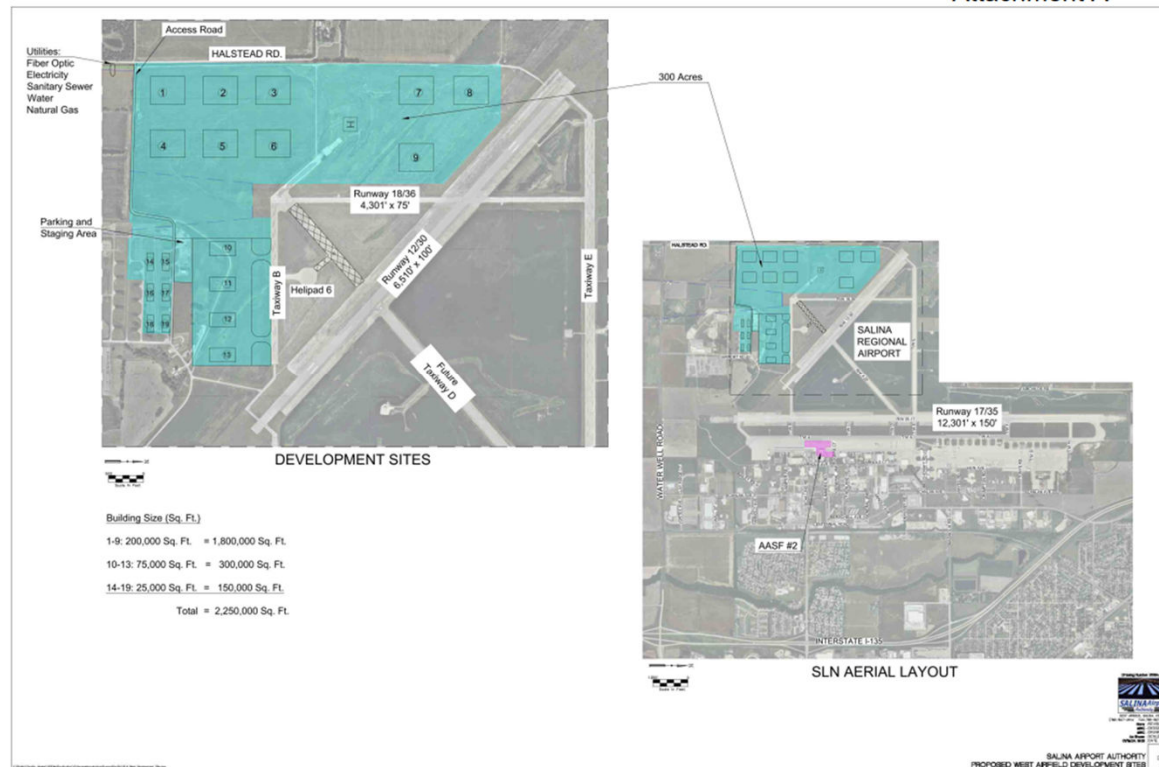 Access Road
HALSTEAD RD.
Utilities:
Fiber Optic
Electricity
Sanitary Sewer
Water
Natural Gas
300 Acres
1
2
3
7
8
H
4
5
6
9
Runway 18/36
4,301' x 75'
Parking and
Staging Area
10
Runway 12/30
6,510' x 100'
Taxiway B
Taxiway E
Helipad 6
14
15
11
16
17
12
18
19
13
Future
Taxiway D
DEVELOPMENT SITES
HALSTEAD RD.
SALINA
REGIONAL
AIRPORT
Runway 17/35
12,301' x 150'
WATER WELL ROAD
AASF #2
INTERSTATE I-135
SLN AERIAL LAYOUT
Building Size (Sq. Ft.)
1-9: 200,000 Sq. Ft. = 1,800,000 Sq. Ft.
10-13: 75,000 Sq. Ft. = 300,000 Sq. Ft.
14-19: 25,000 Sq. Ft. = 150,000 Sq. Ft.
Total = 2,250,000 Sq. Ft.
SALINA Airport
Authority
SALINA AIRPORT AUTHORITY
PROPOSED WEST AIRFIELD DEVELOPMENT SITES